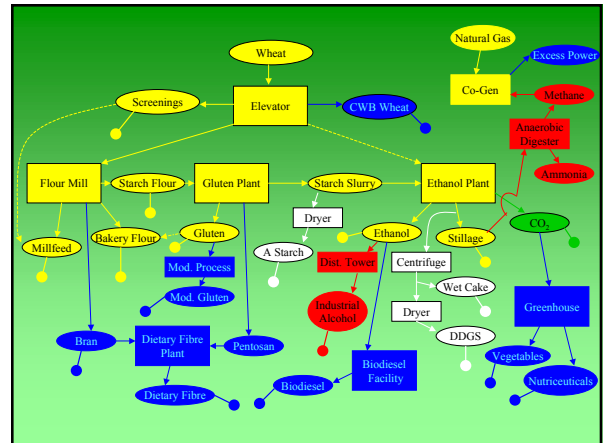 Wheat
Natural Gas
Excess Power
Screenings
Elevator
CWB Wheat
Co-Gen
Methane
Anaerobic
Digester
Ammonia
Flour Mill
Starch Flour
Gluten Plant
Starch Slurry
Ethanol Plant
Dryer
CO₂
Millfeed
Bakery Flour
Gluten
A Starch
Ethanol
Stillage
Mod. Process
Dist. Tower
Centrifuge
Mod. Gluten
Industrial
Alcohol
Wet Cake
Greenhouse
Dryer
Bran
Dietary Fibre
Plant
Pentosan
DDGS
Biodiesel
Facility
Vegetables
Dietary Fibre
Biodiesel
Nutriceuticals